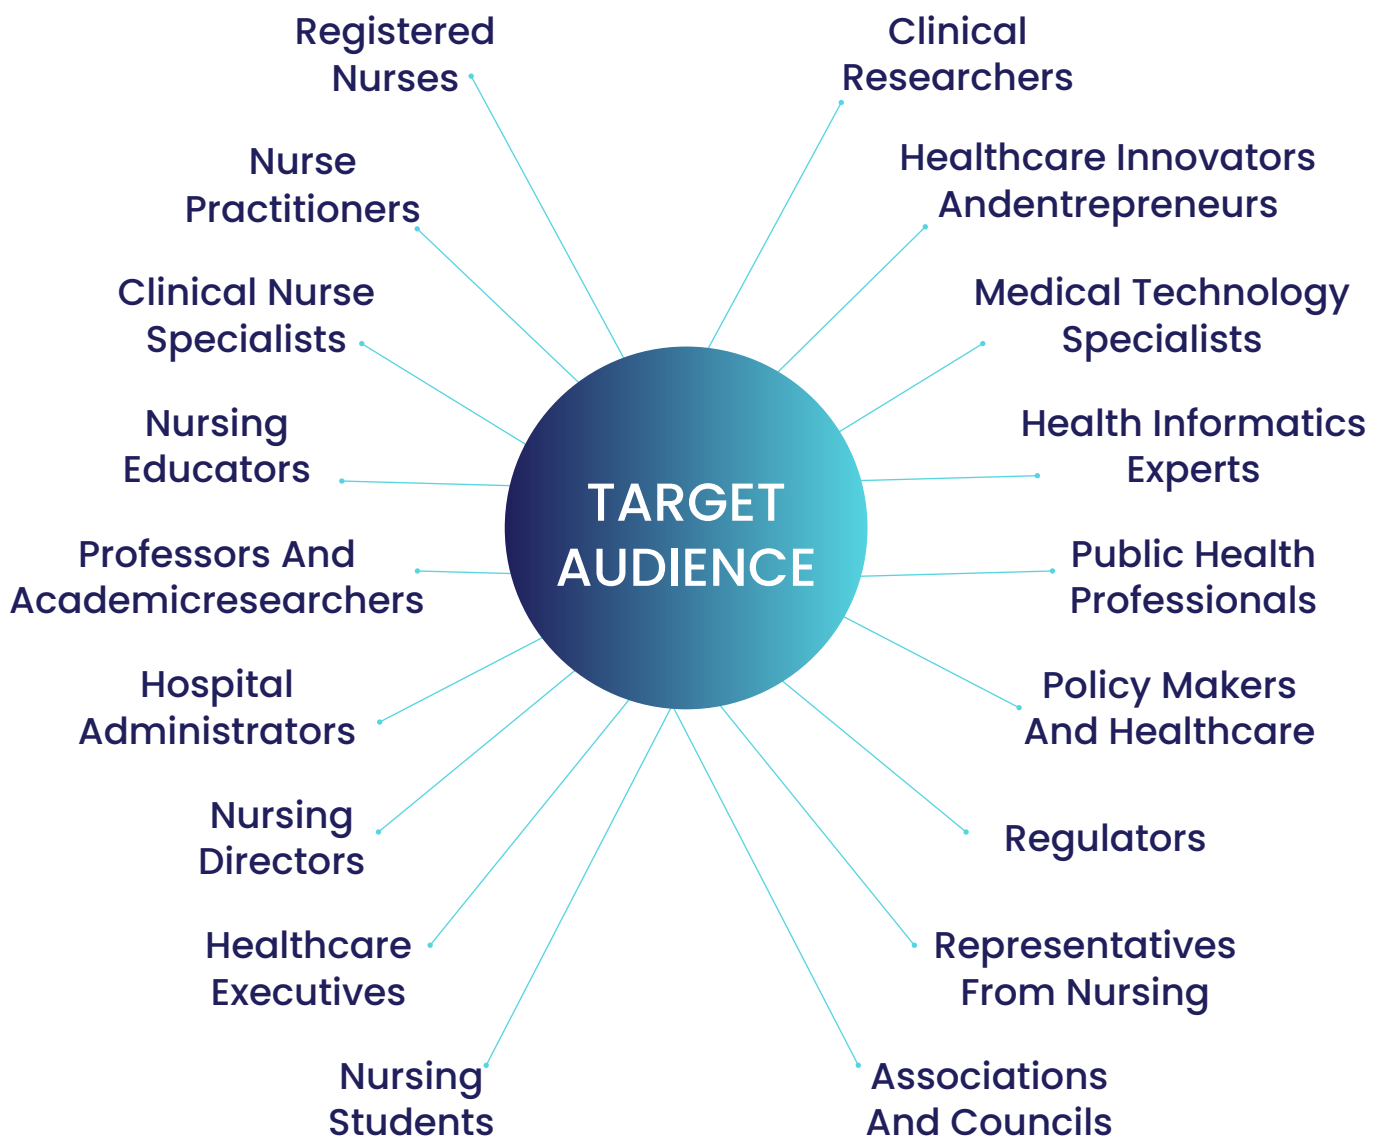 Registered
Nurses
Nurse
Practitioners
Clinical Nurse
Specialists
Nursing
Educators
Professors And
Academicresearchers
Hospital
Administrators
Nursing
Directors
Healthcare
Executives
Nursing
Students
TARGET
AUDIENCE
Clinical
Researchers
Healthcare Innovators
Andentrepreneurs
Medical Technology
Specialists
Health Informatics
Experts
Public Health
Professionals
Policy Makers
And Healthcare
Regulators
Representatives
From Nursing
Associations
And Councils